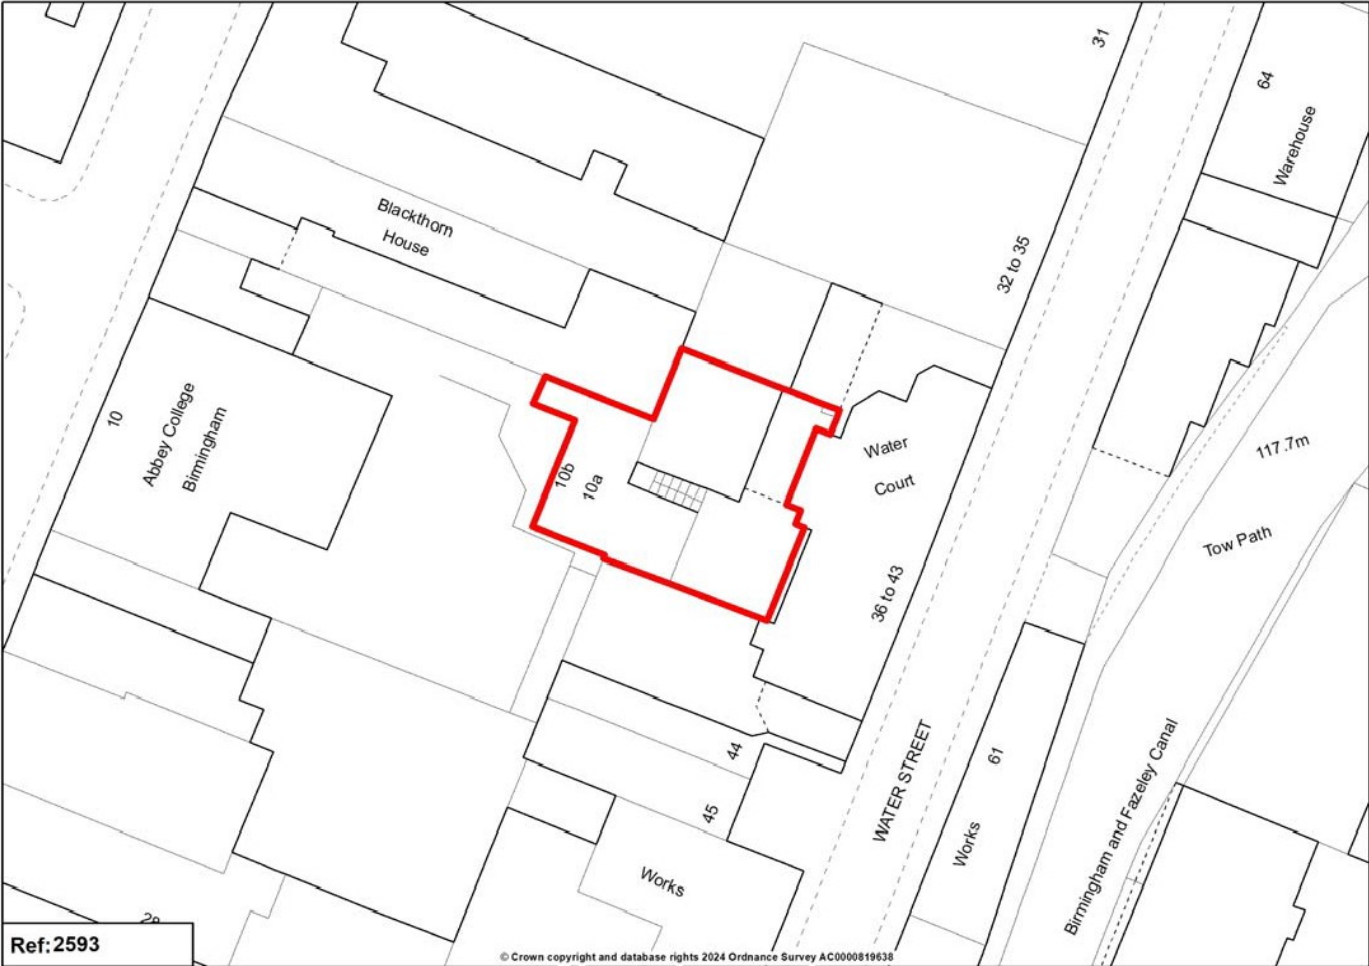 31
64
Warehouse
Blackthorn
House
32 to 35
10
Abbey College
Birmingham
10b
10a
Water
Court
117.7m
Tow Path
36 to 43
44
WATER STREET
61
45
Works
Works
Birmingham and Fazeley Canal
Ref:2593
© Crown copyright and database rights 2024 Ordnance Survey AC0000819638